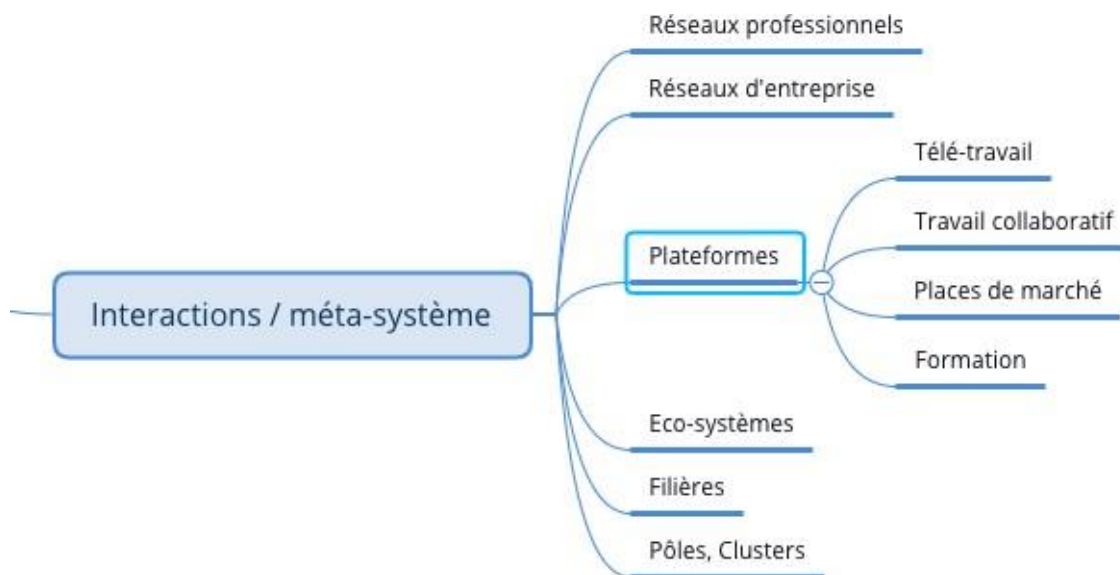 Réseaux professionnels
Réseaux d'entreprise
Télé-travail
Travail collaboratif
Plateformes
Places de marché
Interactions / méta-système
Formation
Eco-systèmes
Filières
Pôles, Clusters